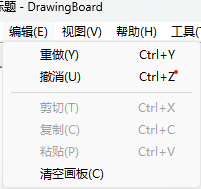 标题 - DrawingBoard
编辑(E) 视图(V) 帮助(H) 工具(
重做(Y) Ctrl+Y
撤消(U) Ctrl+Z
剪切(T) Ctrl+X
复制(C) Ctrl+C
粘贴(P) Ctrl+V
清空画板(C)